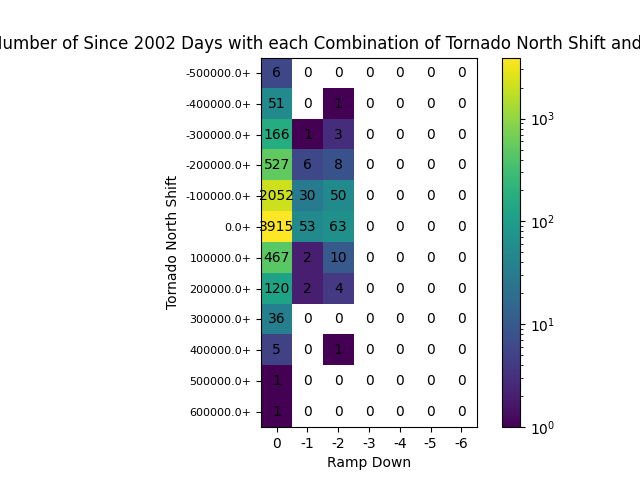 Number of Since 2002 Days with each Combination of Tornado North Shift and
-500000.0+ 6 0 0 0 0 0 0
-400000.0+ 51 0 1 0 0 0 0
-300000.0+ 166 1 3 0 0 0 0
-200000.0+ 527 6 8 0 0 0 0
-100000.0+ 2052 30 50 0 0 0 0
0.0+ 3915 53 63 0 0 0 0
100000.0+ 467 2 10 0 0 0 0
200000.0+ 120 2 4 0 0 0 0
300000.0+ 36 0 0 0 0 0 0
400000.0+ 5 0 1 0 0 0 0
500000.0+ 1 0 0 0 0 0 0
600000.0+ 1 0 0 0 0 0 0
0 -1 -2 -3 -4 -5 -6
Ramp Down
Tornado North Shift
10³
10²
10¹
10⁰